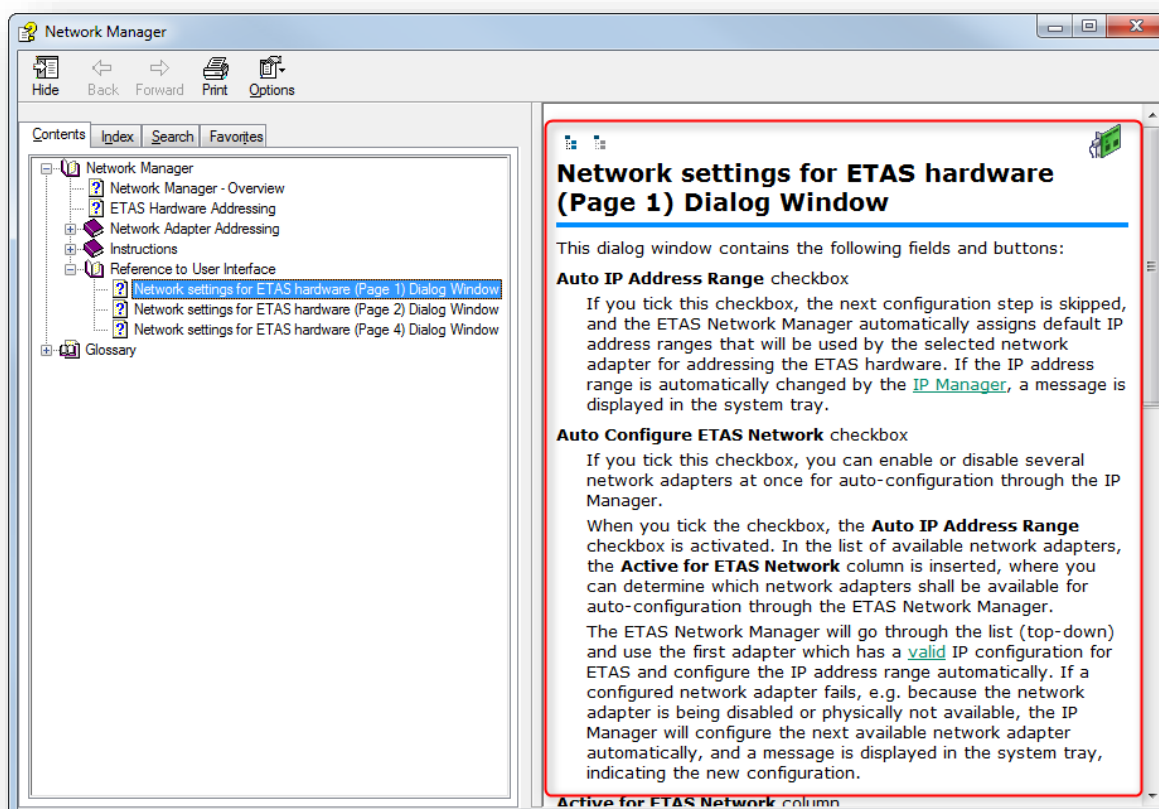 Network Manager
Hide Back Forward Print Options
Contents Index Search Favorites
Network Manager
Network Manager - Overview
ETAS Hardware Addressing
Network Adapter Addressing
Instructions
Reference to User Interface
Network settings for ETAS hardware (Page 1) Dialog Window
Network settings for ETAS hardware (Page 2) Dialog Window
Network settings for ETAS hardware (Page 4) Dialog Window
Glossary
Network settings for ETAS hardware
(Page 1) Dialog Window
This dialog window contains the following fields and buttons:
Auto IP Address Range checkbox
If you tick this checkbox, the next configuration step is skipped,
and the ETAS Network Manager automatically assigns default IP
address ranges that will be used by the selected network
adapter for addressing the ETAS hardware. If the IP address
range is automatically changed by the IP Manager, a message is
displayed in the system tray.
Auto Configure ETAS Network checkbox
If you tick this checkbox, you can enable or disable several
network adapters at once for auto-configuration through the IP
Manager.
When you tick the checkbox, the Auto IP Address Range
checkbox is activated. In the list of available network adapters,
the Active for ETAS Network column is inserted, where you
can determine which network adapters shall be available for
auto-configuration through the ETAS Network Manager.
The ETAS Network Manager will go through the list (top-down)
and use the first adapter which has a valid IP configuration for
ETAS and configure the IP address range automatically. If a
configured network adapter fails, e.g. because the network
adapter is being disabled or physically not available, the IP
Manager will configure the next available network adapter
automatically, and a message is displayed in the system tray,
indicating the new configuration.
Active for ETAS Network column